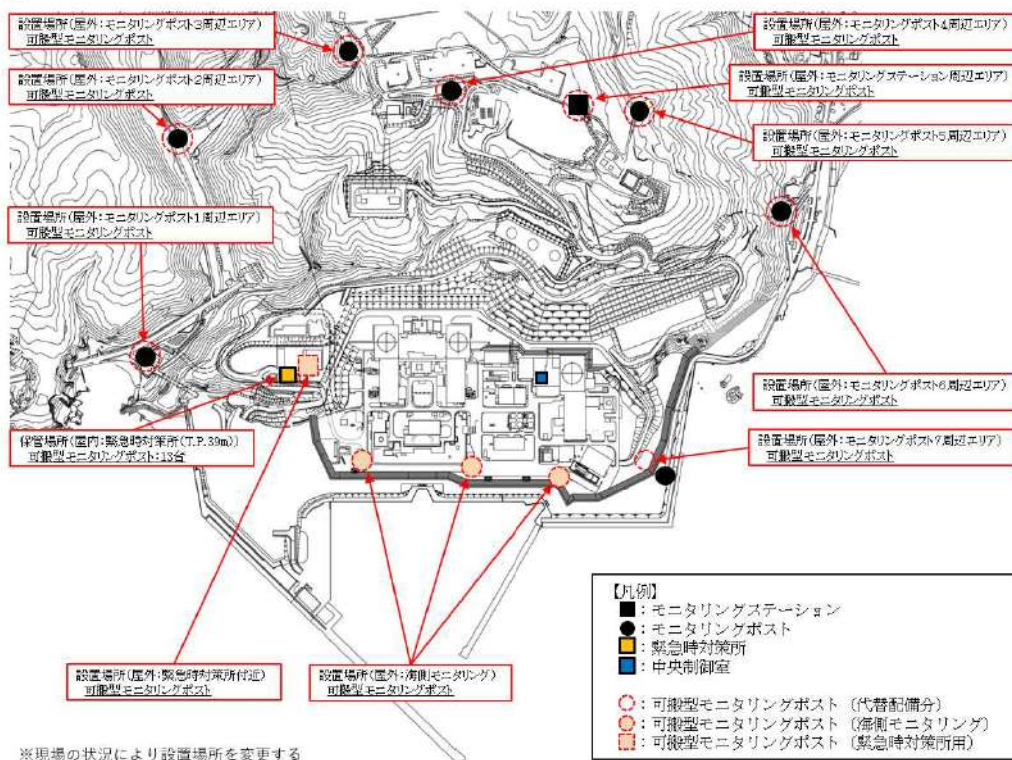 設置場所(屋外:モニタリングポスト3周辺エリア)
可搬型モニタリングポスト
設置場所(屋外:モニタリングポスト4周辺エリア)
可搬型モニタリングポスト
設置場所(屋外:モニタリングポスト2周辺エリア)
可搬型モニタリングポスト
設置場所(屋外:モニタリングステーション周辺エリア)
可搬型モニタリングポスト
設置場所(屋外:モニタリングポスト5周辺エリア)
可搬型モニタリングポスト
設置場所(屋外:モニタリングポスト1周辺エリア)
可搬型モニタリングポスト
設置場所(屋外:モニタリングポスト6周辺エリア)
可搬型モニタリングポスト
保管場所(屋内:緊急時対策所(T.P.39m))
可搬型モニタリングポスト:13台
設置場所(屋外:モニタリングポスト7周辺エリア)
可搬型モニタリングポスト
設置場所(屋外:緊急時対策所付近)
可搬型モニタリングポスト
設置場所(屋外:海側モニタリング)
可搬型モニタリングポスト
【凡例】
:モニタリングステーション
:モニタリングポスト
:緊急時対策所
:中央制御室
:可搬型モニタリングポスト(代替配備分)
:可搬型モニタリングポスト(海側モニタリング)
:可搬型モニタリングポスト(緊急時対策所用)
※現場の状況により設置場所を変更する